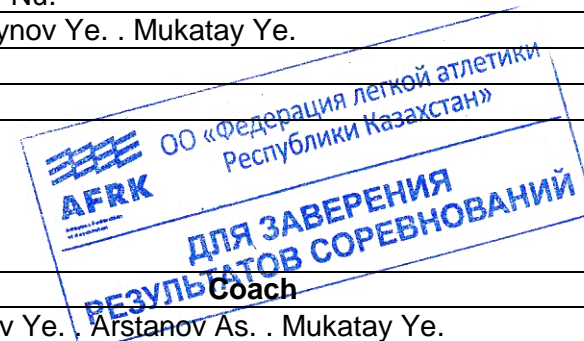 Nu.
ynov Ye. . Mukatay Ye.
ОО «Федерация легкой атлетики
Республики Казахстан»
AFRK
ДЛЯ ЗАВЕРЕНИЯ
РЕЗУЛЬТАТОВ СОРЕВНОВАНИЙ
Coach
v Ye. . Arstanov As. . Mukatay Ye.